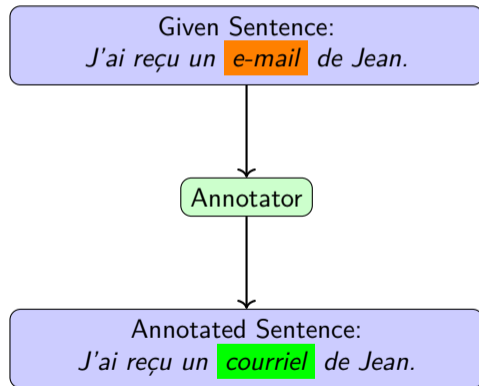 Given Sentence:
J'ai reçu un e-mail de Jean.
Annotator
Annotated Sentence:
J'ai reçu un courriel de Jean.